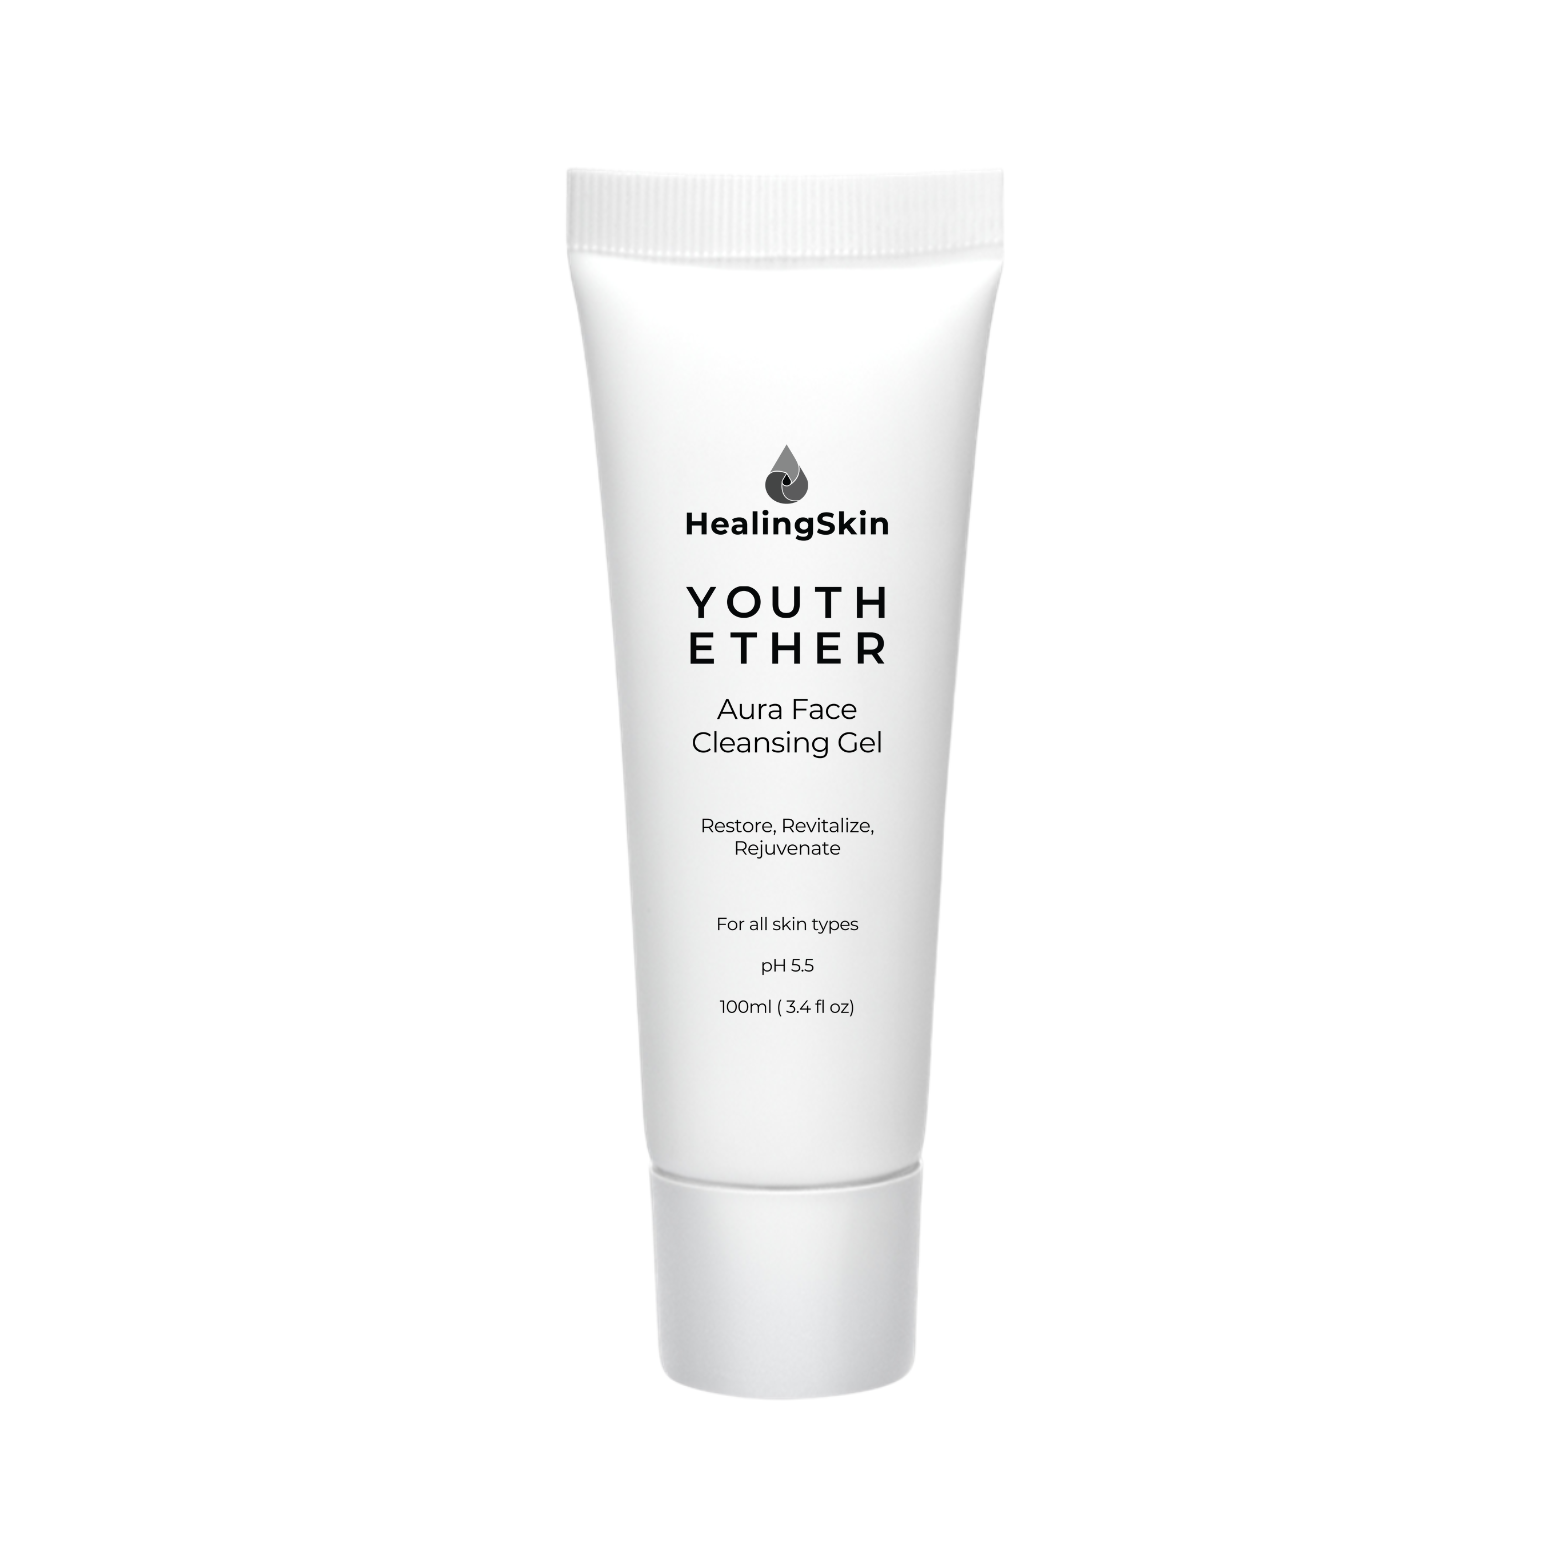 HealingSkin
YOUTH
ETHER
Aura Face
Cleansing Gel
Restore, Revitalize,
Rejuvenate
For all skin types
pH 5.5
100ml ( 3.4 fl oz)